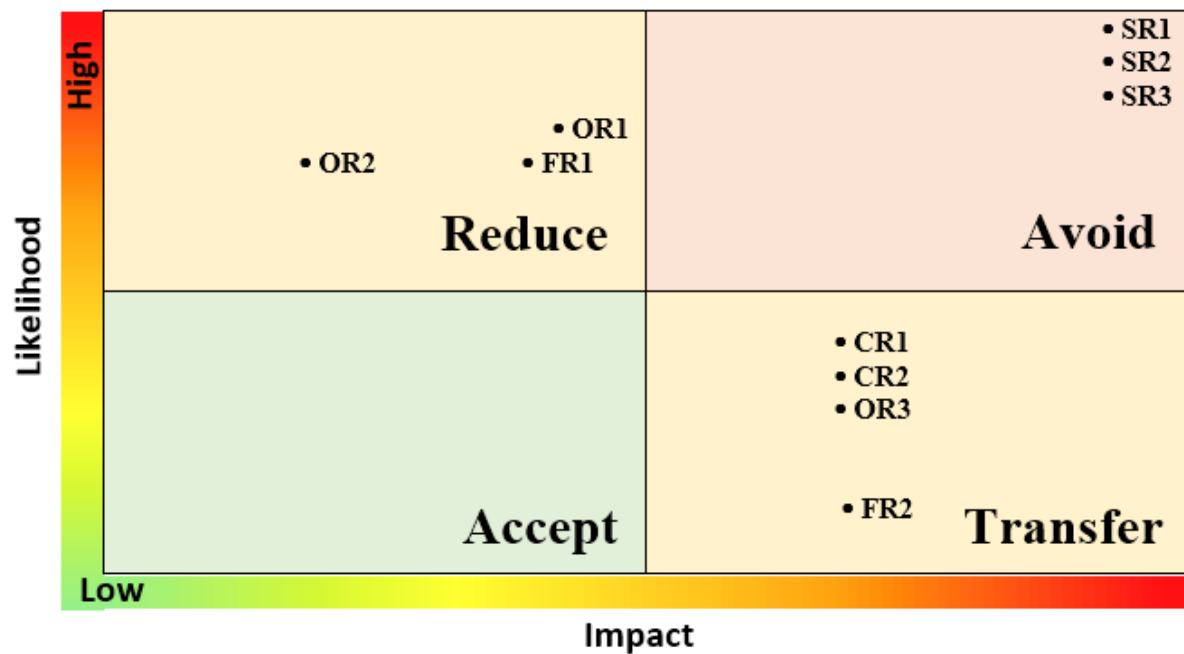 High
SR1
SR2
SR3
OR1
OR2
FR1
Reduce
Avoid
Likelihood
CR1
CR2
OR3
FR2
Accept
Transfer
Low
Impact